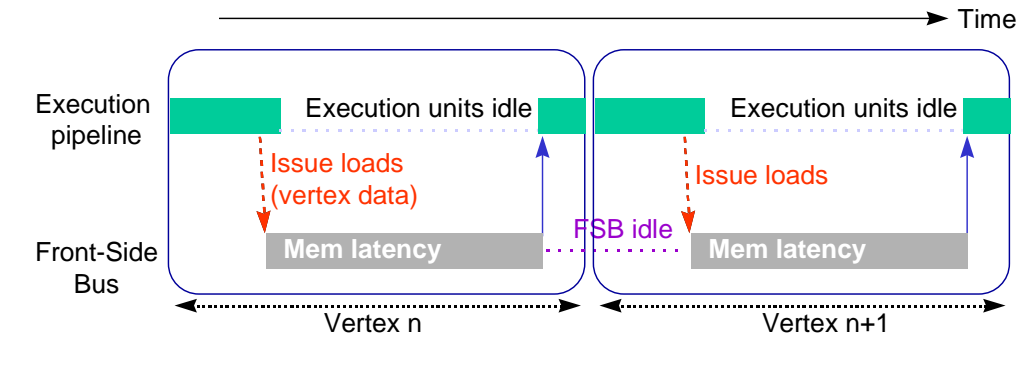 Time
Execution
pipeline
Execution units idle
Execution units idle
Issue loads
(vertex data)
Issue loads
FSB idle
Front-Side
Bus
Mem latency
Mem latency
Vertex n
Vertex n+1